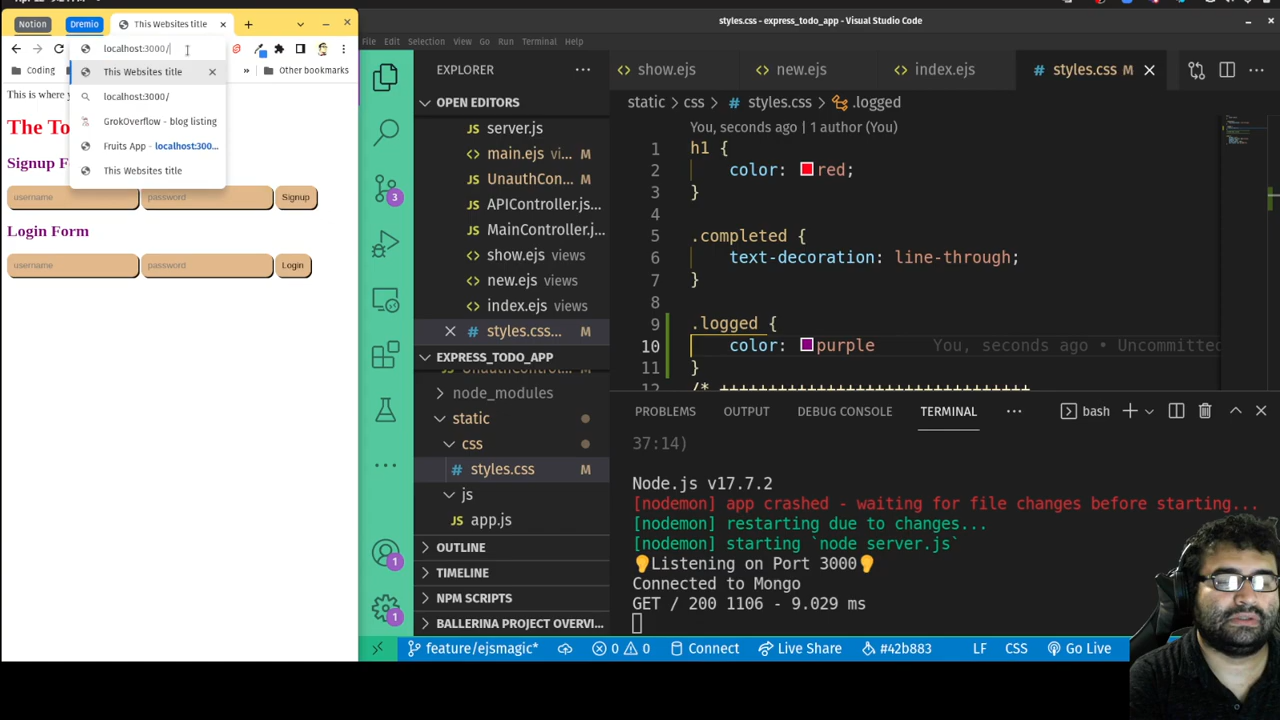 styles.css - express_todo_app - Visual Studio Code
Notion
Dremio
This Websites title
localhost:3000/
Coding
Other bookmarks
This Websites title
localhost:3000/
GrokOverflow - blog listing
Fruits App - localhost:300...
This Websites title
This is where
The To
Signup F
username
password
Signup
Login Form
username
password
Login
File
Edit
Selection
View
Go
Run
Terminal
Help
EXPLORER
OPEN EDITORS
server.js
main.ejs vi... M
UnauthCon... M
APIController.js...
MainController.j...
show.ejs views
new.ejs views
index.ejs views
styles.css... M
EXPRESS_TODO_APP
node_modules
static
css
styles.css M
js
app.js
OUTLINE
TIMELINE
NPM SCRIPTS
BALLERINA PROJECT OVERVI...
3
1
1
show.ejs
new.ejs
index.ejs
styles.css M
static > css > styles.css > .logged
You, seconds ago | 1 author (You)
1 h1 {
2 color: red;
3 }
4
5 .completed {
6 text-decoration: line-through;
7 }
8
9 .logged {
10 color: purple You, seconds ago • Uncommitted
11 }
12 /* ++++++++++++++++++++++++++++++++
PROBLEMS
OUTPUT
DEBUG CONSOLE
TERMINAL
bash
37:14)
Node.js v17.7.2
[nodemon] app crashed - waiting for file changes before starting...
[nodemon] restarting due to changes...
[nodemon] starting `node server.js`
Listening on Port 3000
Connected to Mongo
GET / 200 1106 - 9.029 ms
feature/ejsmagic*
0
0
Connect
Live Share
#42b883
LF
CSS
Go Live